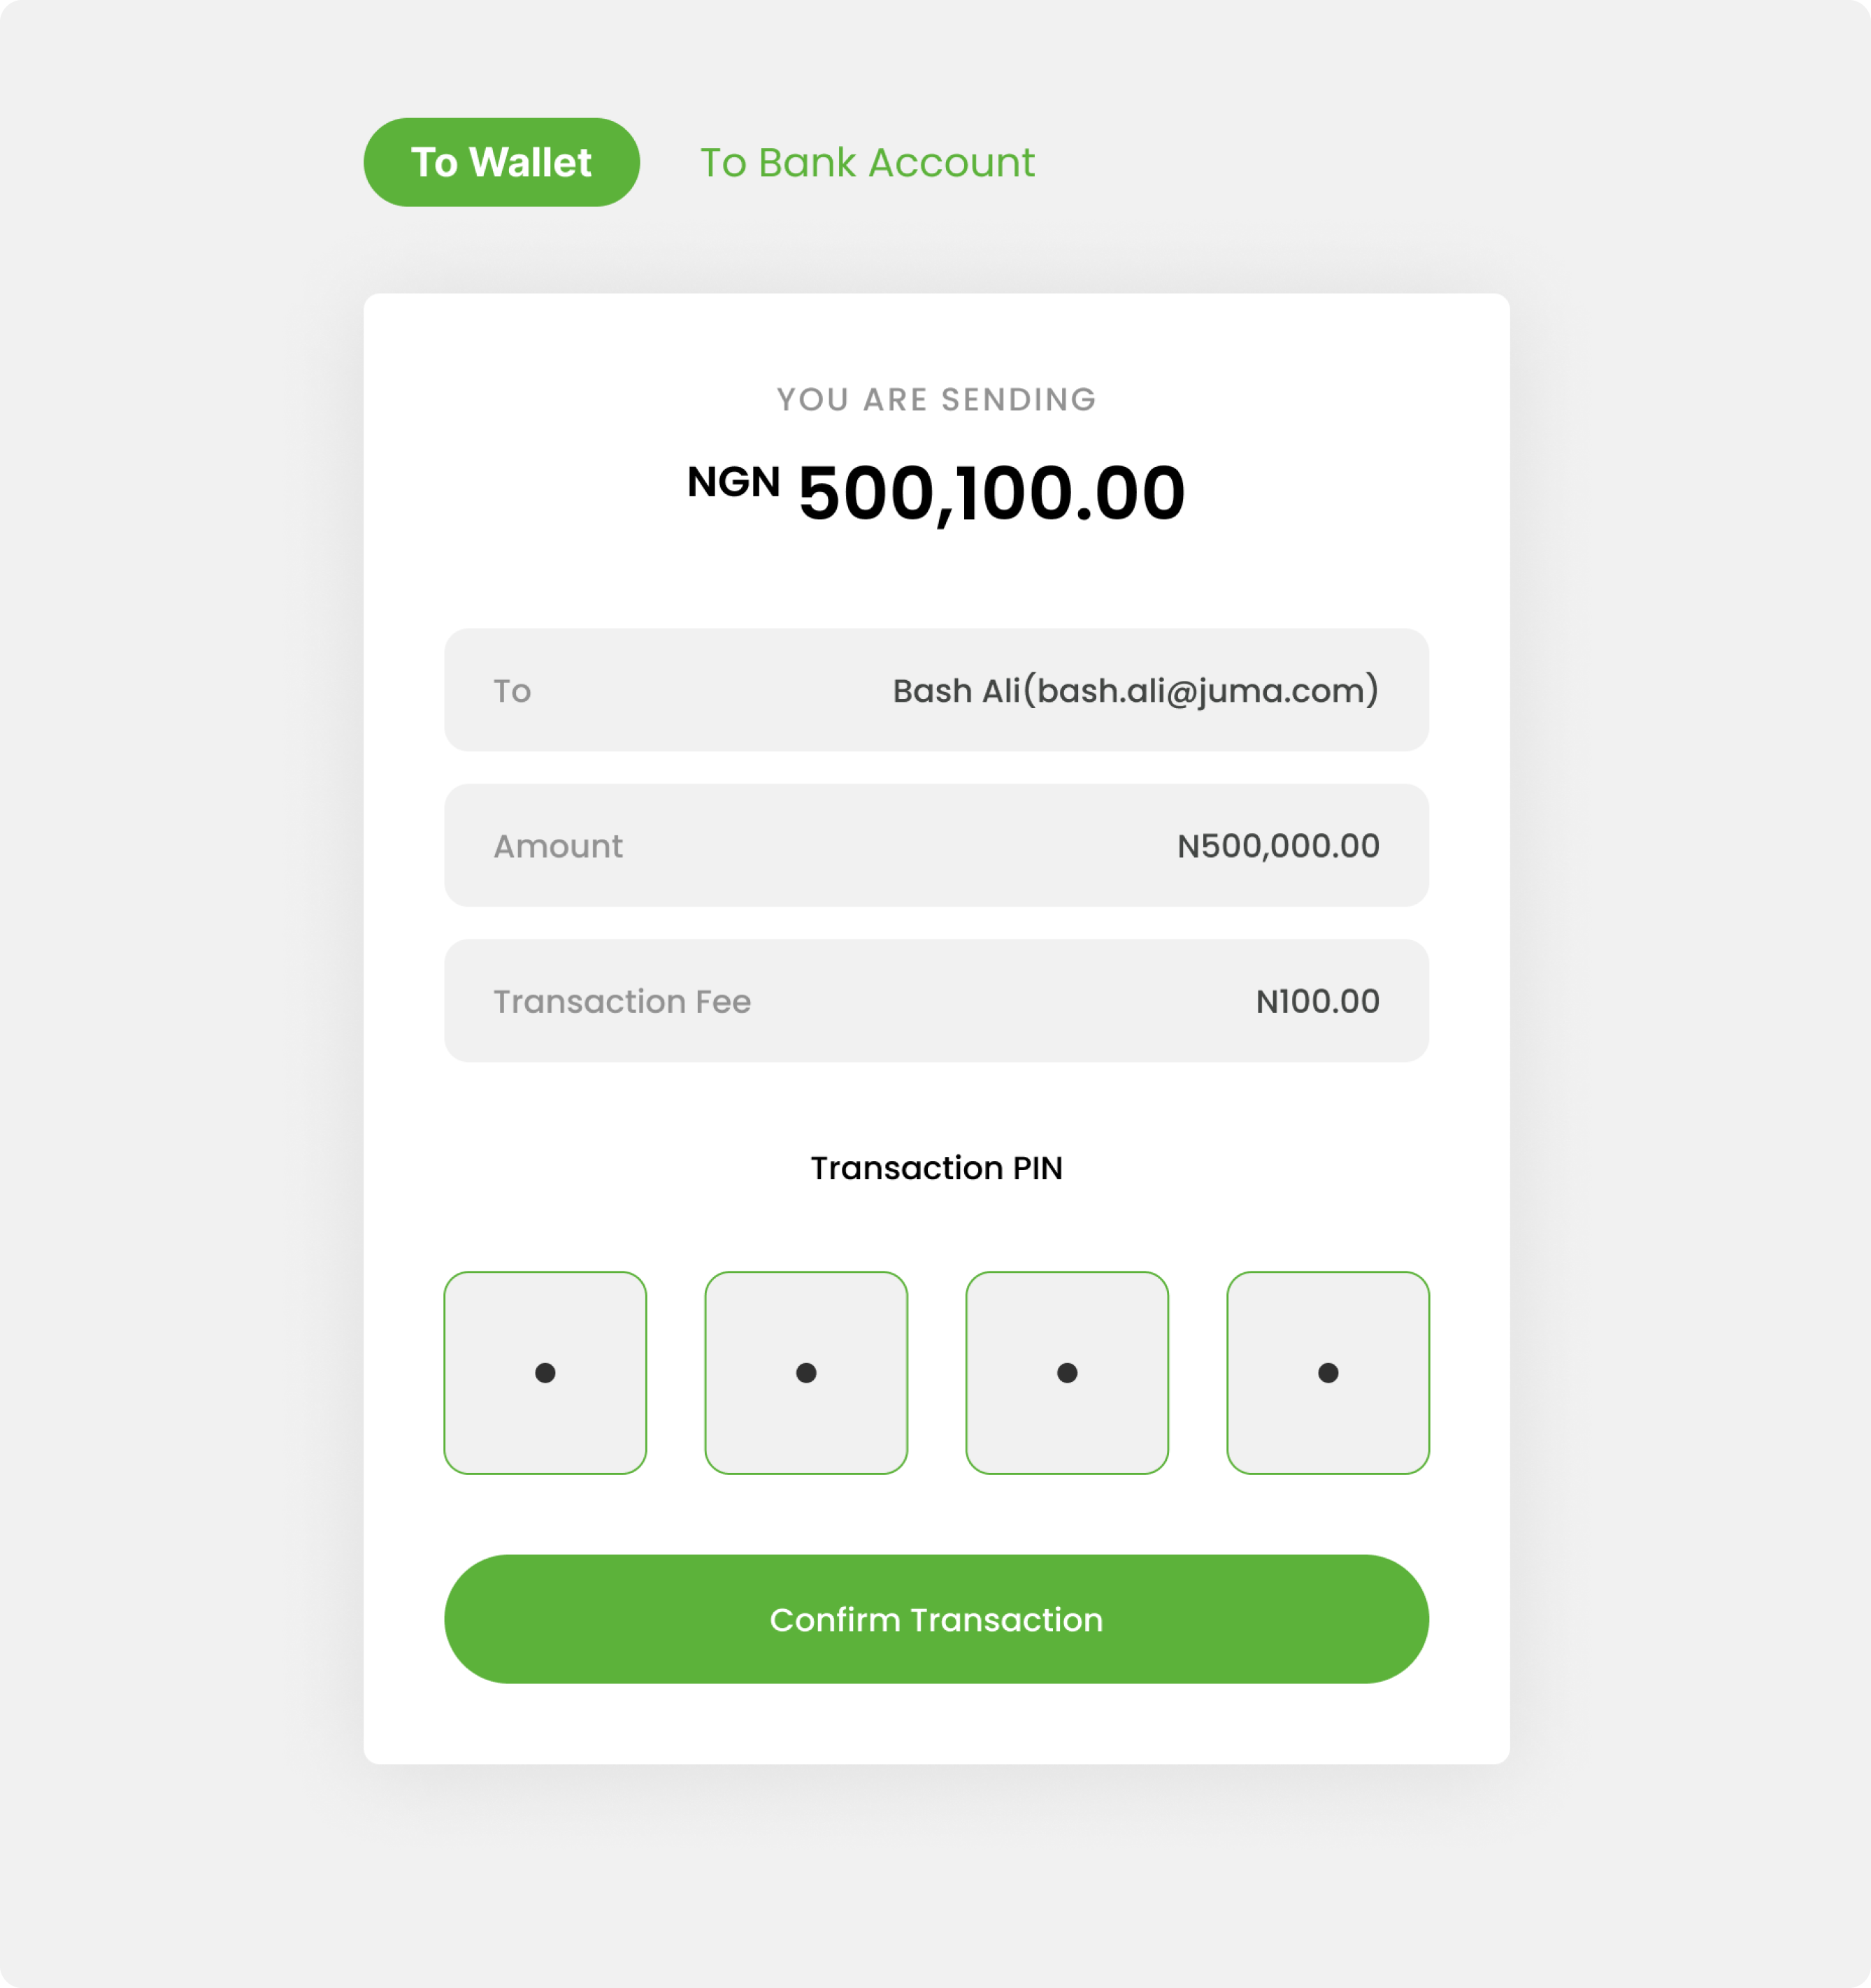 To Wallet To Bank Account
YOU ARE SENDING
NGN 500,100.00
To Bash Ali(bash.ali@juma.com)
Amount N500,000.00
Transaction Fee N100.00
Transaction PIN
Confirm Transaction